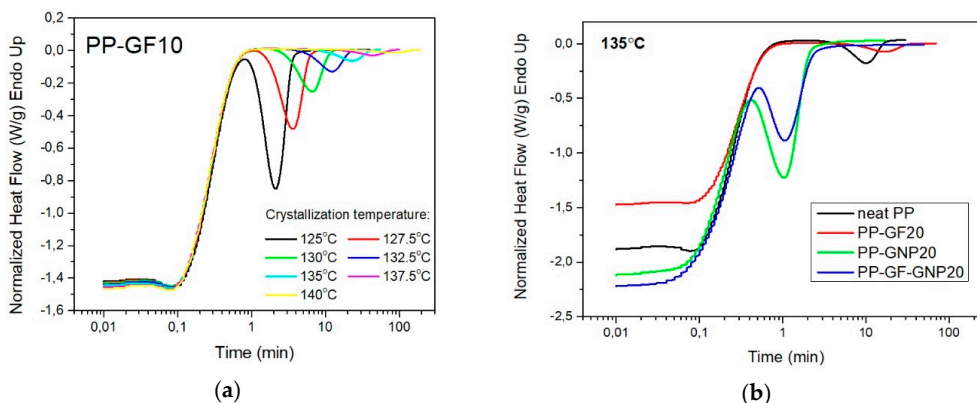 (a)
PP-GF10
Normalized Heat Flow (W/g) Endo Up
0,2
0,0
-0,2
-0,4
-0,6
-0,8
-1,0
-1,2
-1,4
-1,6
Crystallization temperature:
125°C 127.5°C
130°C 132.5°C
135°C 137.5°C
140°C
0,01 0,1 1 10 100
Time (min)
(a)
135°C
Normalized Heat Flow (W/g) Endo Up
0,0
-0,5
-1,0
-1,5
-2,0
-2,5
neat PP
PP-GF20
PP-GNP20
PP-GF-GNP20
0,01 0,1 1 10 100
Time (min)
(b)